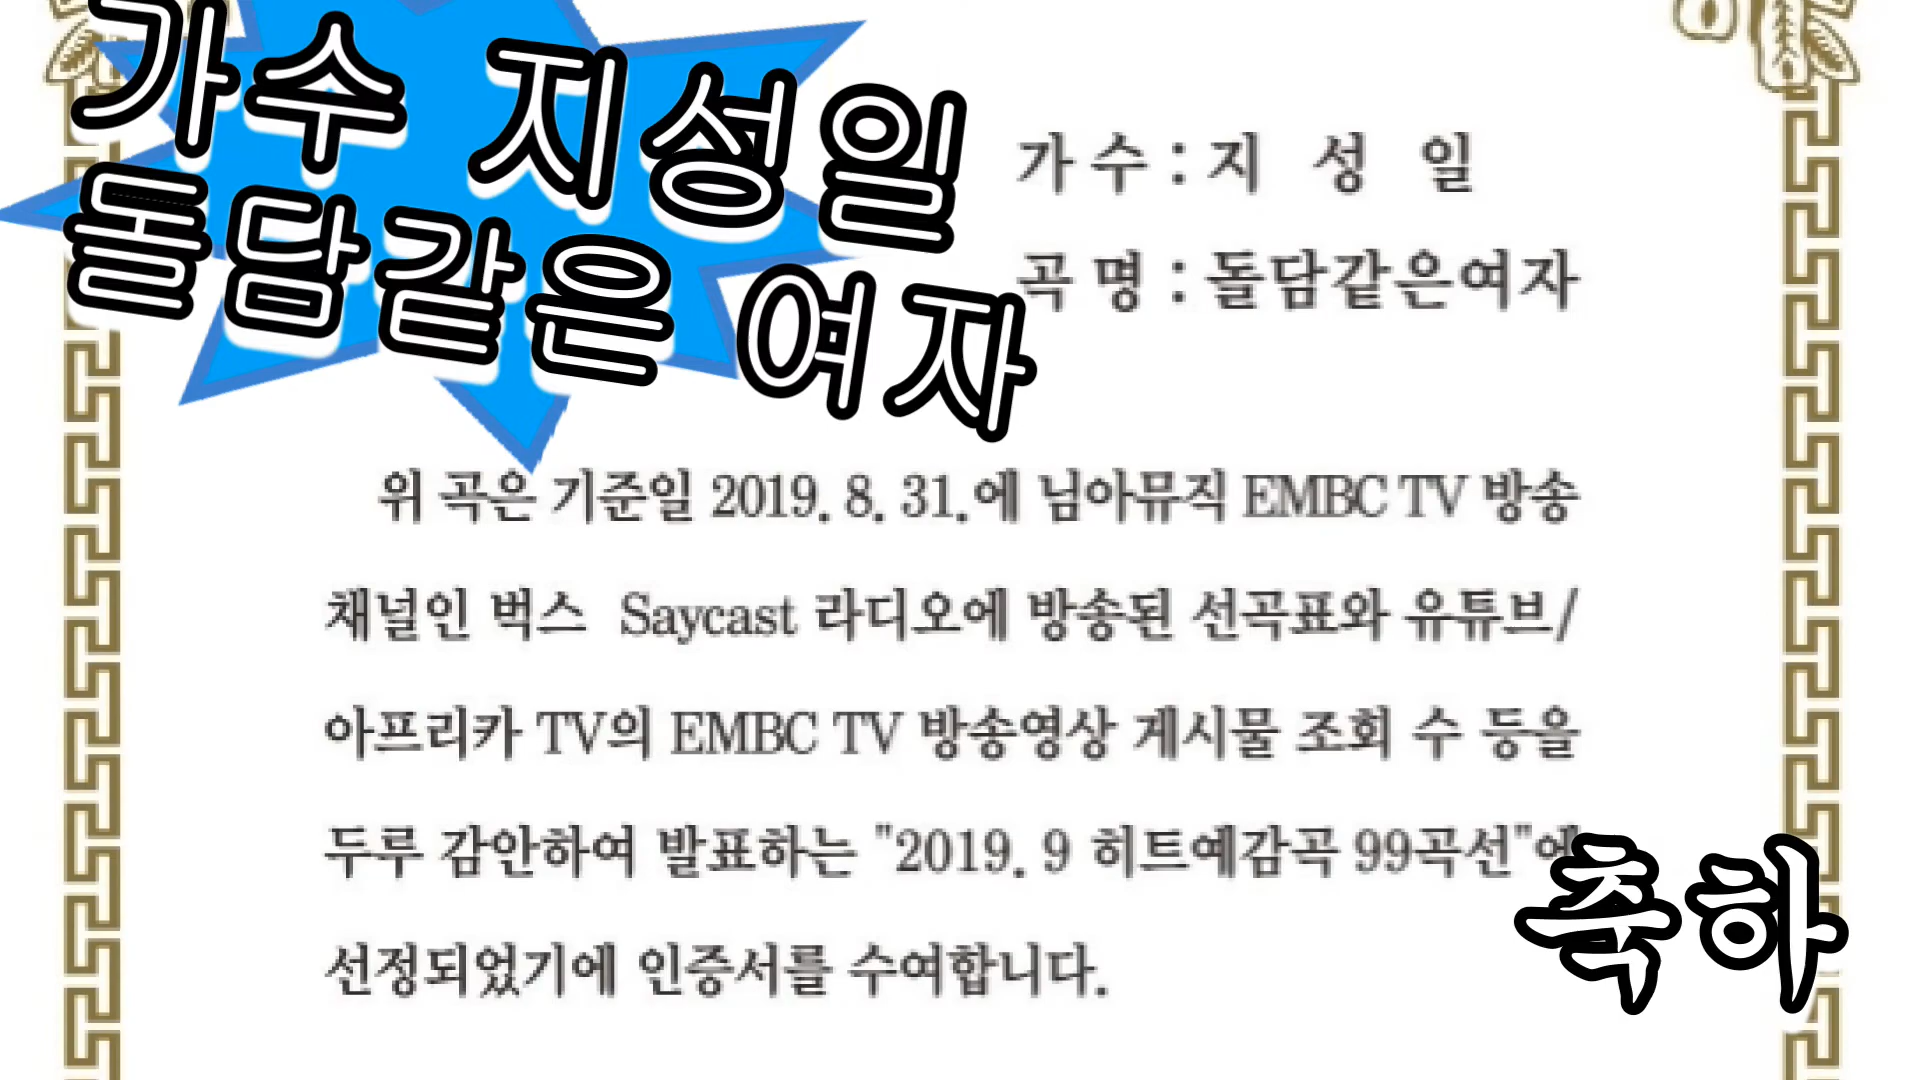 가수 지성일
돌담같은 여자
가 수 : 지 성 일
곡 명 : 돌담같은여자
위 곡은 기준일 2019. 8. 31.에 님아뮤직 EMBC TV 방송
채널인 벅스 Saycast 라디오에 방송된 선곡표와 유튜브/
아프리카 TV의 EMBC TV 방송영상 게시물 조회 수 등을
두루 감안하여 발표하는 "2019. 9 히트예감곡 99곡선"에
선정되었기에 인증서를 수여합니다.
축하